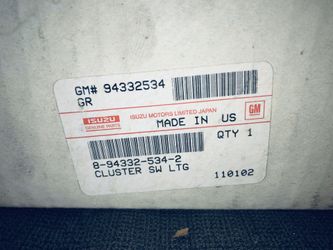 GM# 94332534
GR
ISUZU
GENUINE PARTS
ISUZU MOTORS LIMITED JAPAN
MADE IN US
GM
QTY 1
8-94332-534-2
CLUSTER SW LTG
110102